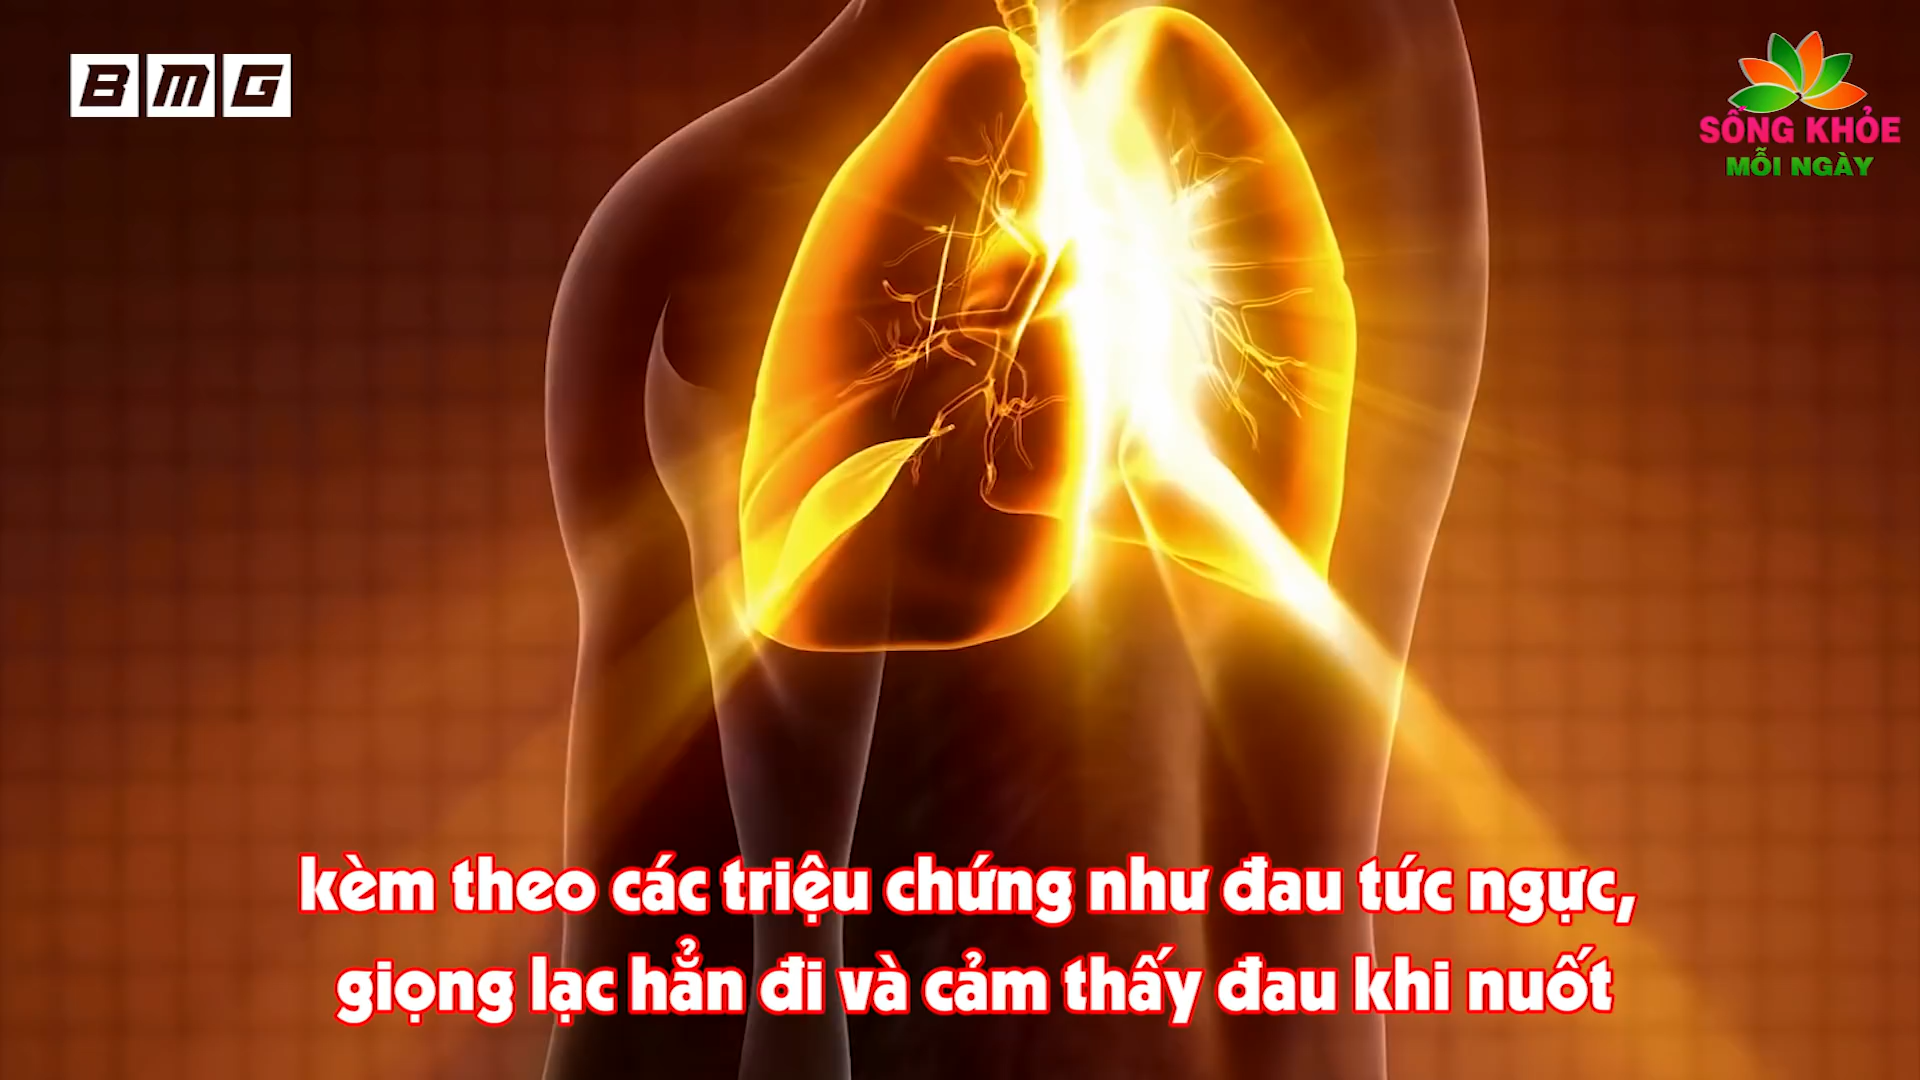 BMG
SỐNG KHỎE
MỖI NGÀY
kèm theo các triệu chứng như đau tức ngực,
giọng lạc hẳn đi và cảm thấy đau khi nuốt